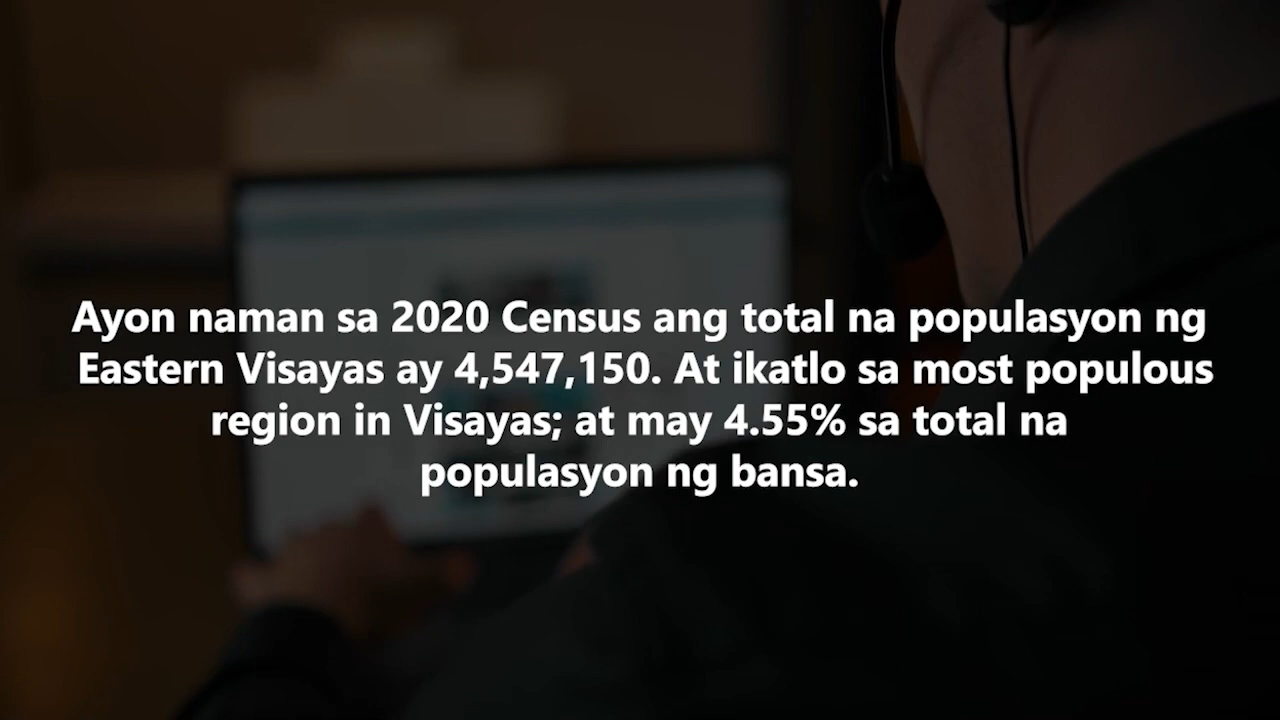 Ayon naman sa 2020 Census ang total na populasyon ng
Eastern Visayas ay 4,547,150. At ikatlo sa most populous
region in Visayas; at may 4.55% sa total na
populasyon ng bansa.